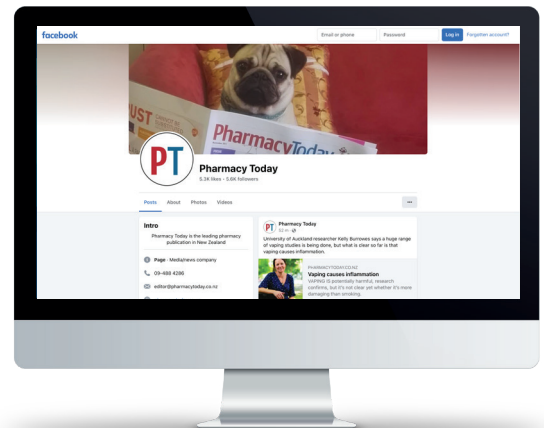 facebook
Email or phone
Password
Log in
Forgotten account?
PharmacyToday
PT
Pharmacy Today
5.3K likes • 5.6K followers
Posts
About
Photos
Videos
Intro
Pharmacy Today is the leading pharmacy
publication in New Zealand
Page · Media/news company
09-488 4286
editor@pharmacytoday.co.nz
PT
Pharmacy Today
University of Auckland researcher Kelly Burrowes says a huge range
of vaping studies is being done, but what is clear so far is that
vaping causes inflammation.
PHARMACYTODAY.CO.NZ
Vaping causes inflammation
VAPING IS potentially harmful, research
confirms, but it's not clear yet whether it's more
damaging than smoking.